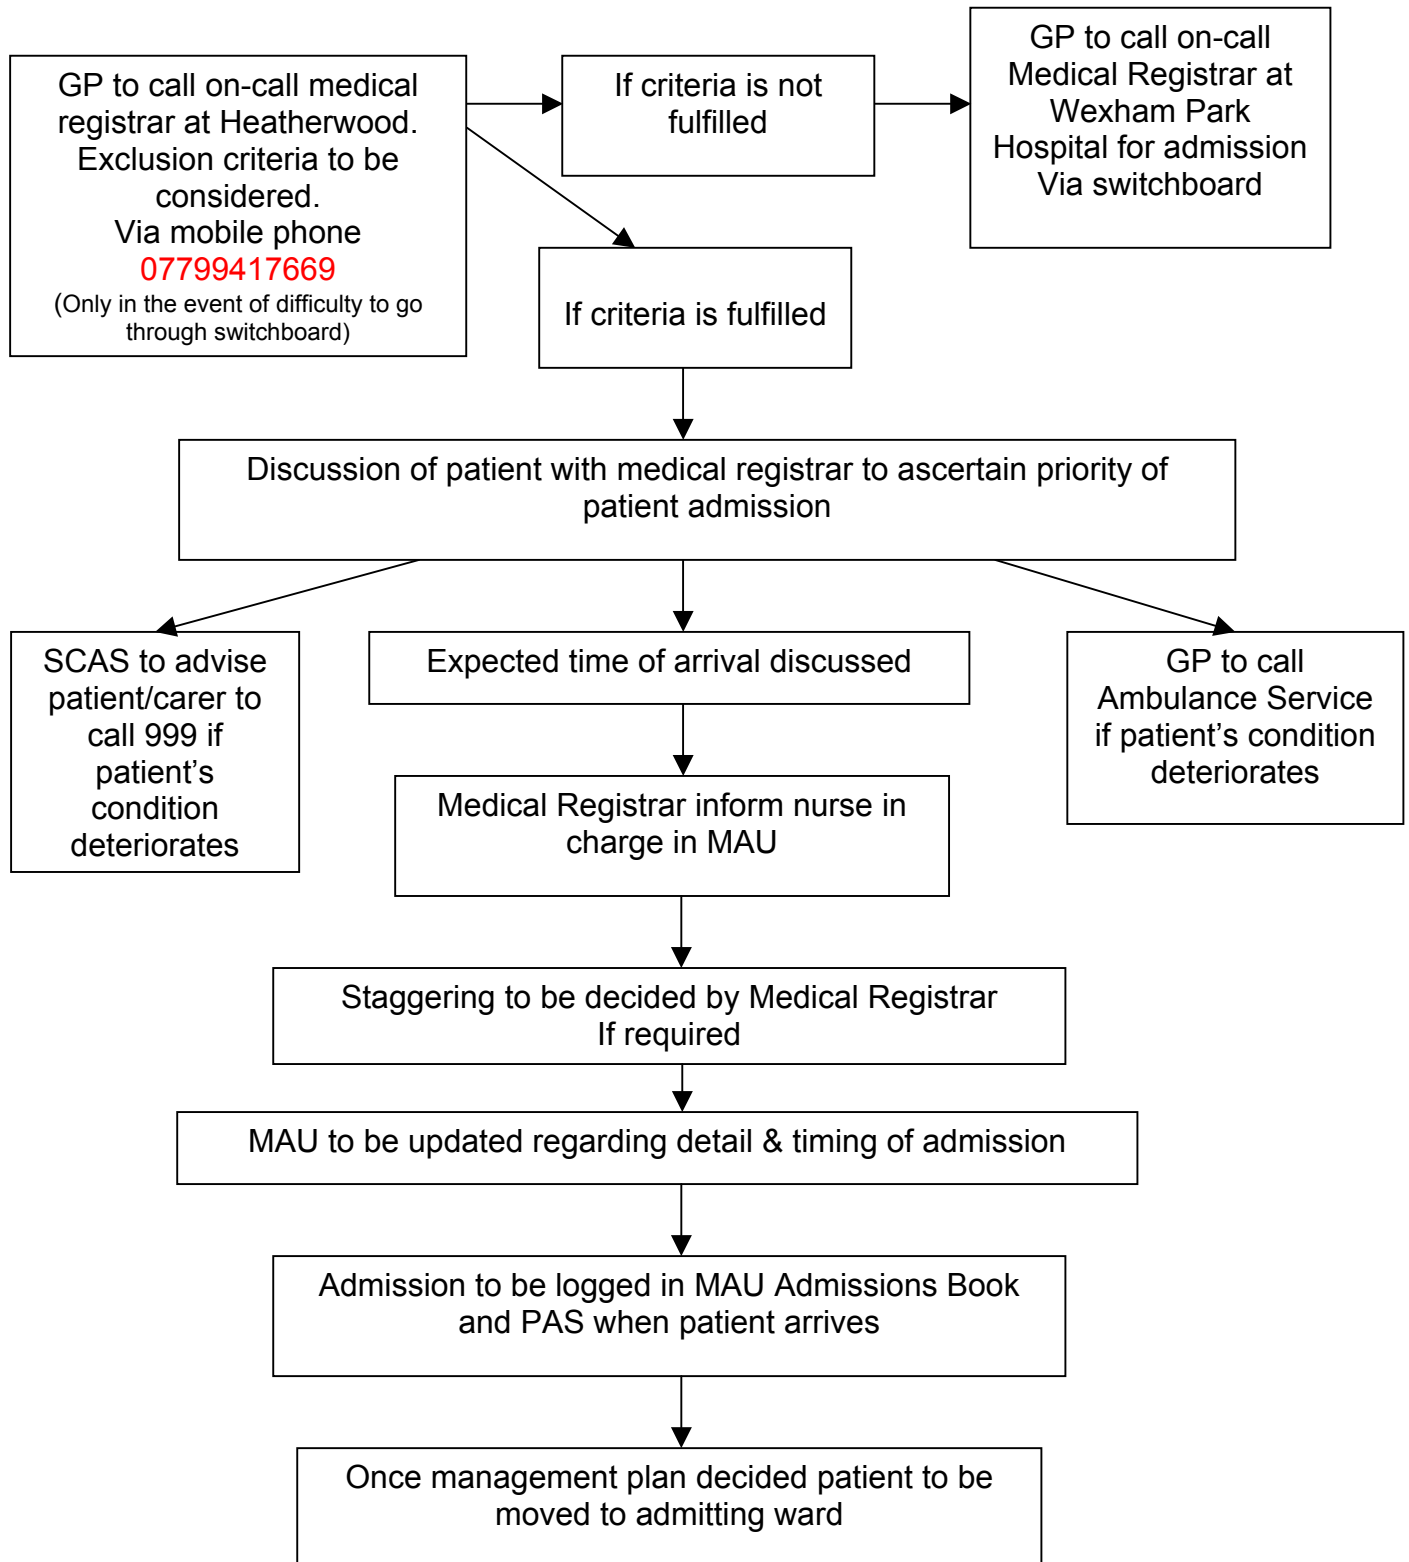 GP to call on-call medical
registrar at Heatherwood.
Exclusion criteria to be
considered.
Via mobile phone
07799417669
(Only in the event of difficulty to go
through switchboard)
If criteria is not
fulfilled
GP to call on-call
Medical Registrar at
Wexham Park
Hospital for admission
Via switchboard
If criteria is fulfilled
Discussion of patient with medical registrar to ascertain priority of
patient admission
SCAS to advise
patient/carer to
call 999 if
patient’s
condition
deteriorates
Expected time of arrival discussed
GP to call
Ambulance Service
if patient’s condition
deteriorates
Medical Registrar inform nurse in
charge in MAU
Staggering to be decided by Medical Registrar
If required
MAU to be updated regarding detail & timing of admission
Admission to be logged in MAU Admissions Book
and PAS when patient arrives
Once management plan decided patient to be
moved to admitting ward